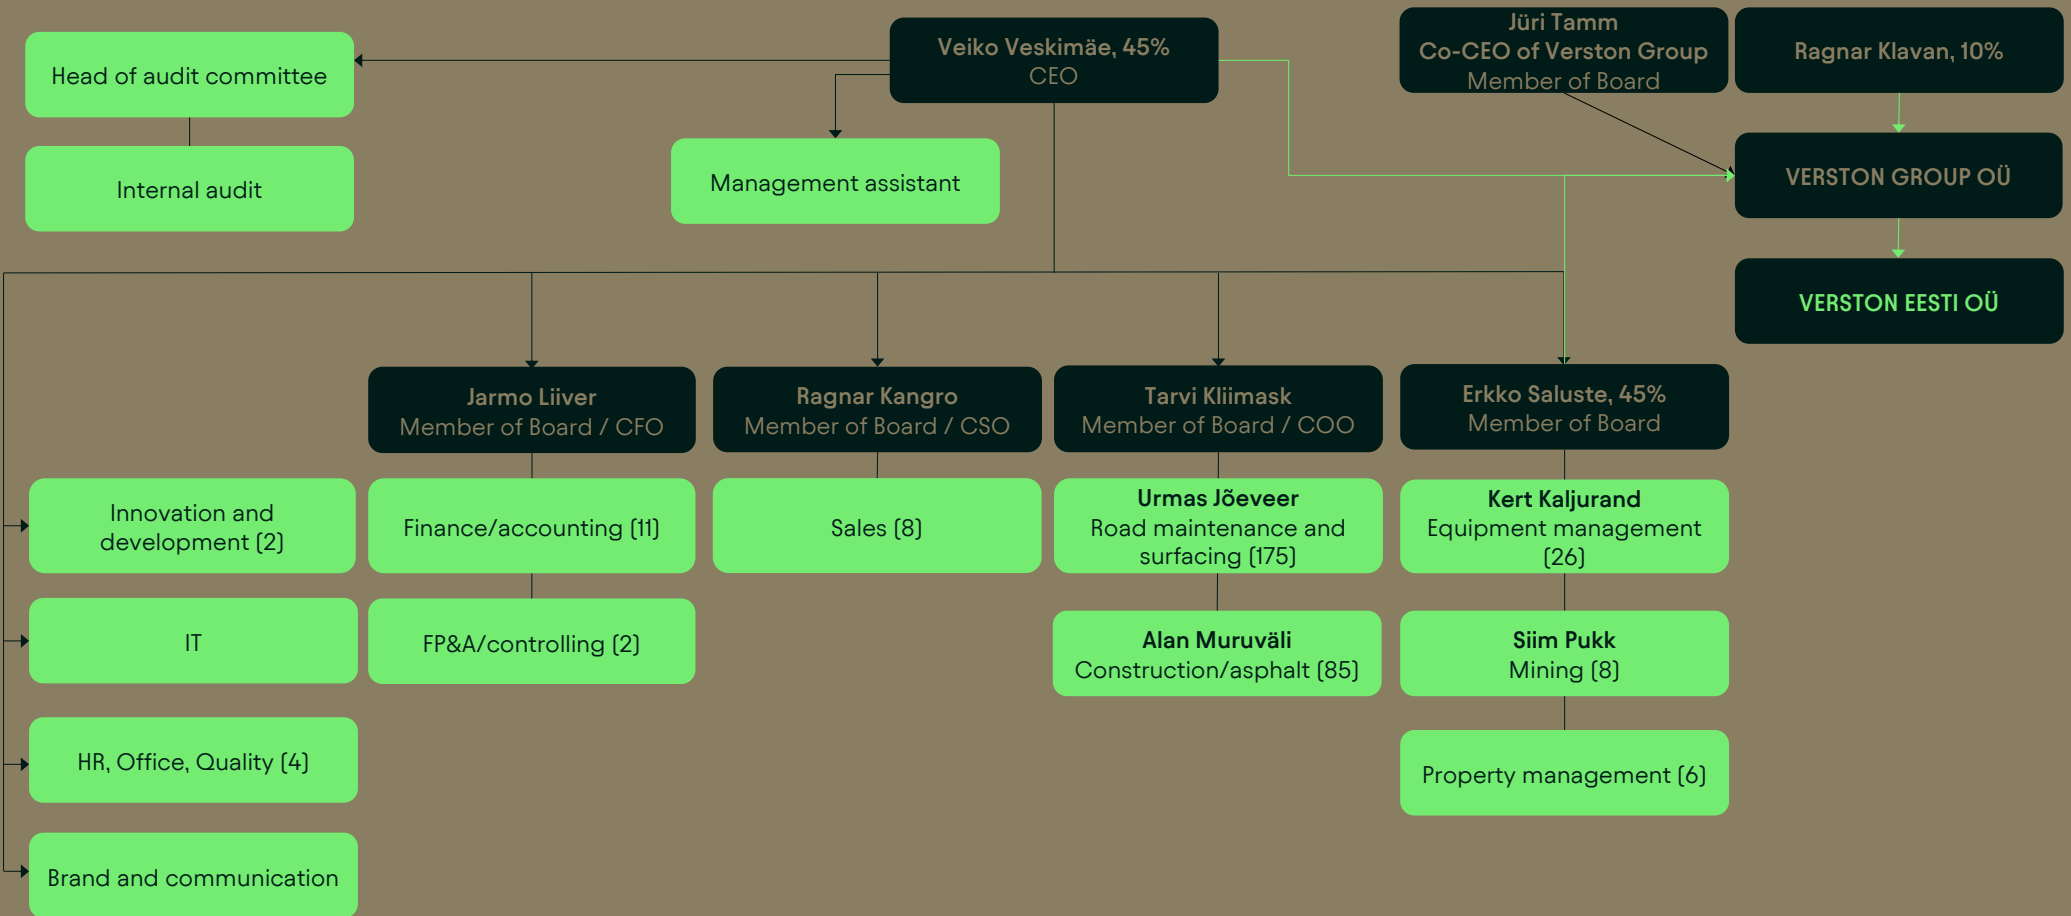 Veiko Veskimäe, 45%
CEO
Jüri Tamm
Co-CEO of Verston Group
Member of Board
Ragnar Klavan, 10%
Head of audit committee
Internal audit
Management assistant
VERSTON GROUP OÜ
VERSTON EESTI OÜ
Jarmo Liiver
Member of Board / CFO
Ragnar Kangro
Member of Board / CSO
Tarvi Kliimask
Member of Board / COO
Erkko Saluste, 45%
Member of Board
Innovation and
development (2)
Finance/accounting (11)
Sales (8)
Urmas Jõeveer
Road maintenance and
surfacing (175)
Kert Kaljurand
Equipment management
(26)
IT
FP&A/controlling (2)
Alan Muruväli
Construction/asphalt (85)
Siim Pukk
Mining (8)
HR, Office, Quality (4)
Property management (6)
Brand and communication